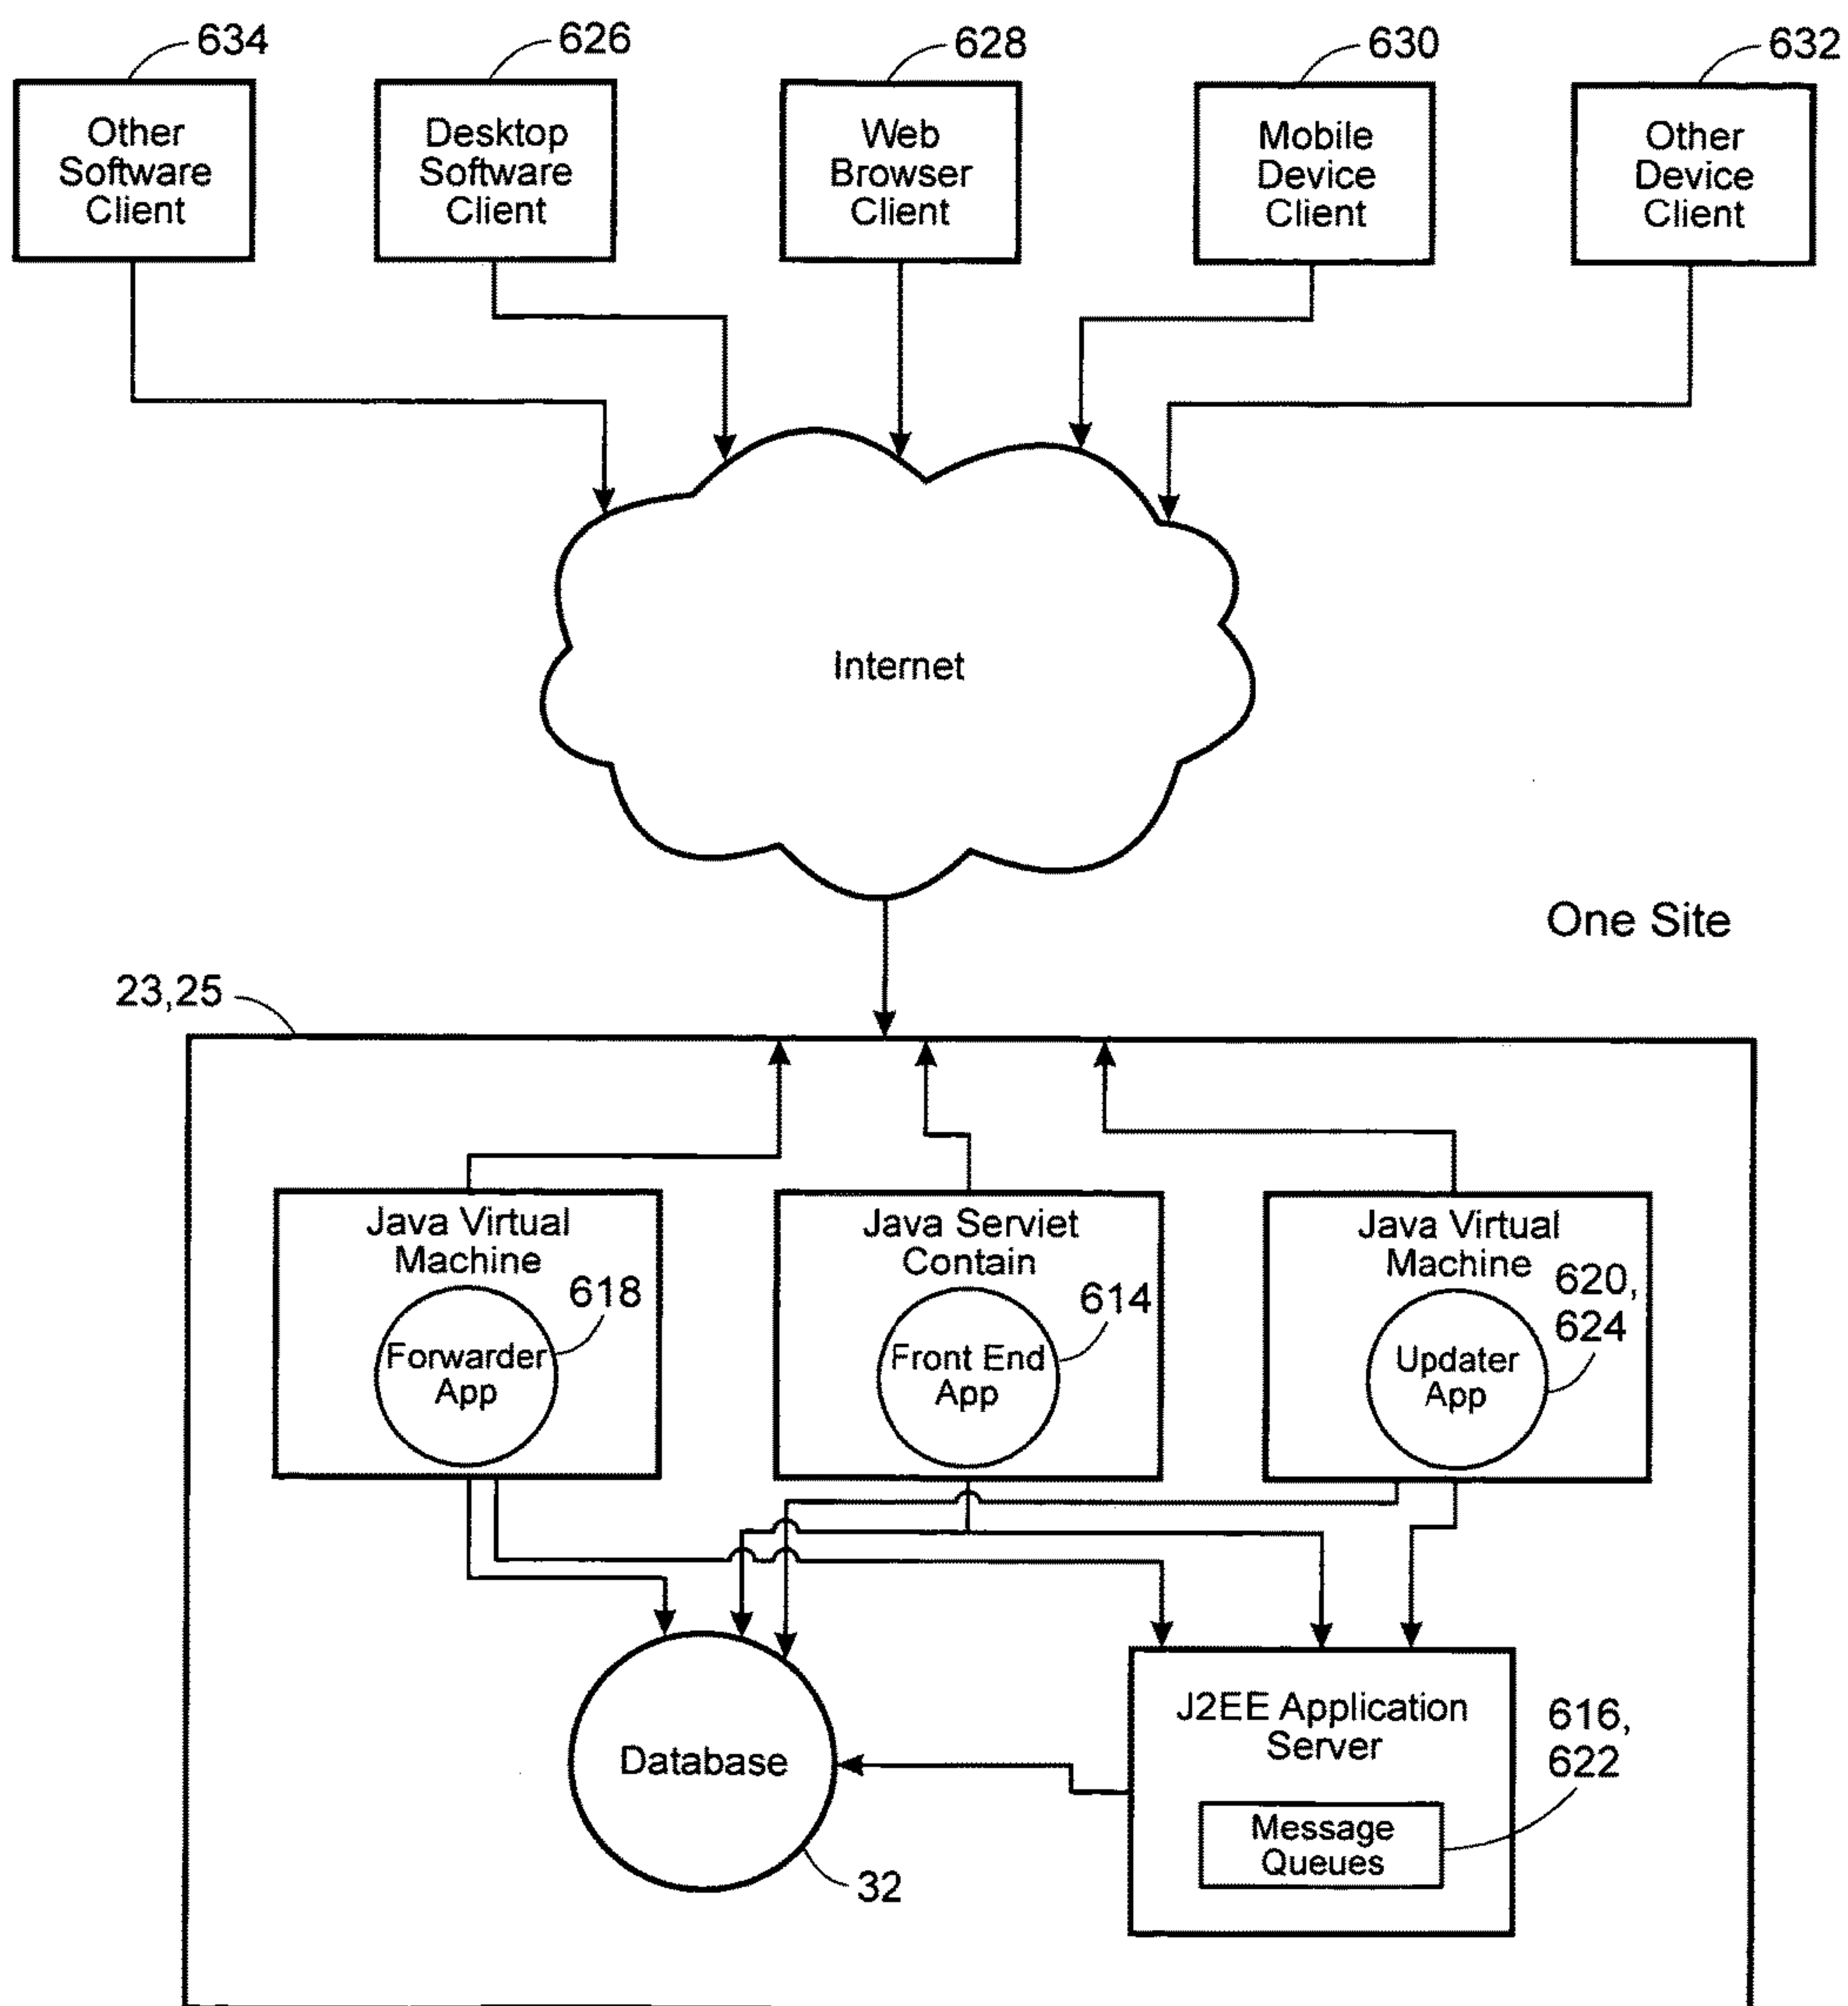 634
626
628
630
632
Other
Software
Client
Desktop
Software
Client
Web
Browser
Client
Mobile
Device
Client
Other
Device
Client
Internet
One Site
23,25
Java Virtual
Machine
618
Forwarder
App
Java Serviet
Contain
614
Front End
App
Java Virtual
Machine
620,
624
Updater
App
Database
32
J2EE Application
Server
616,
622
Message
Queues